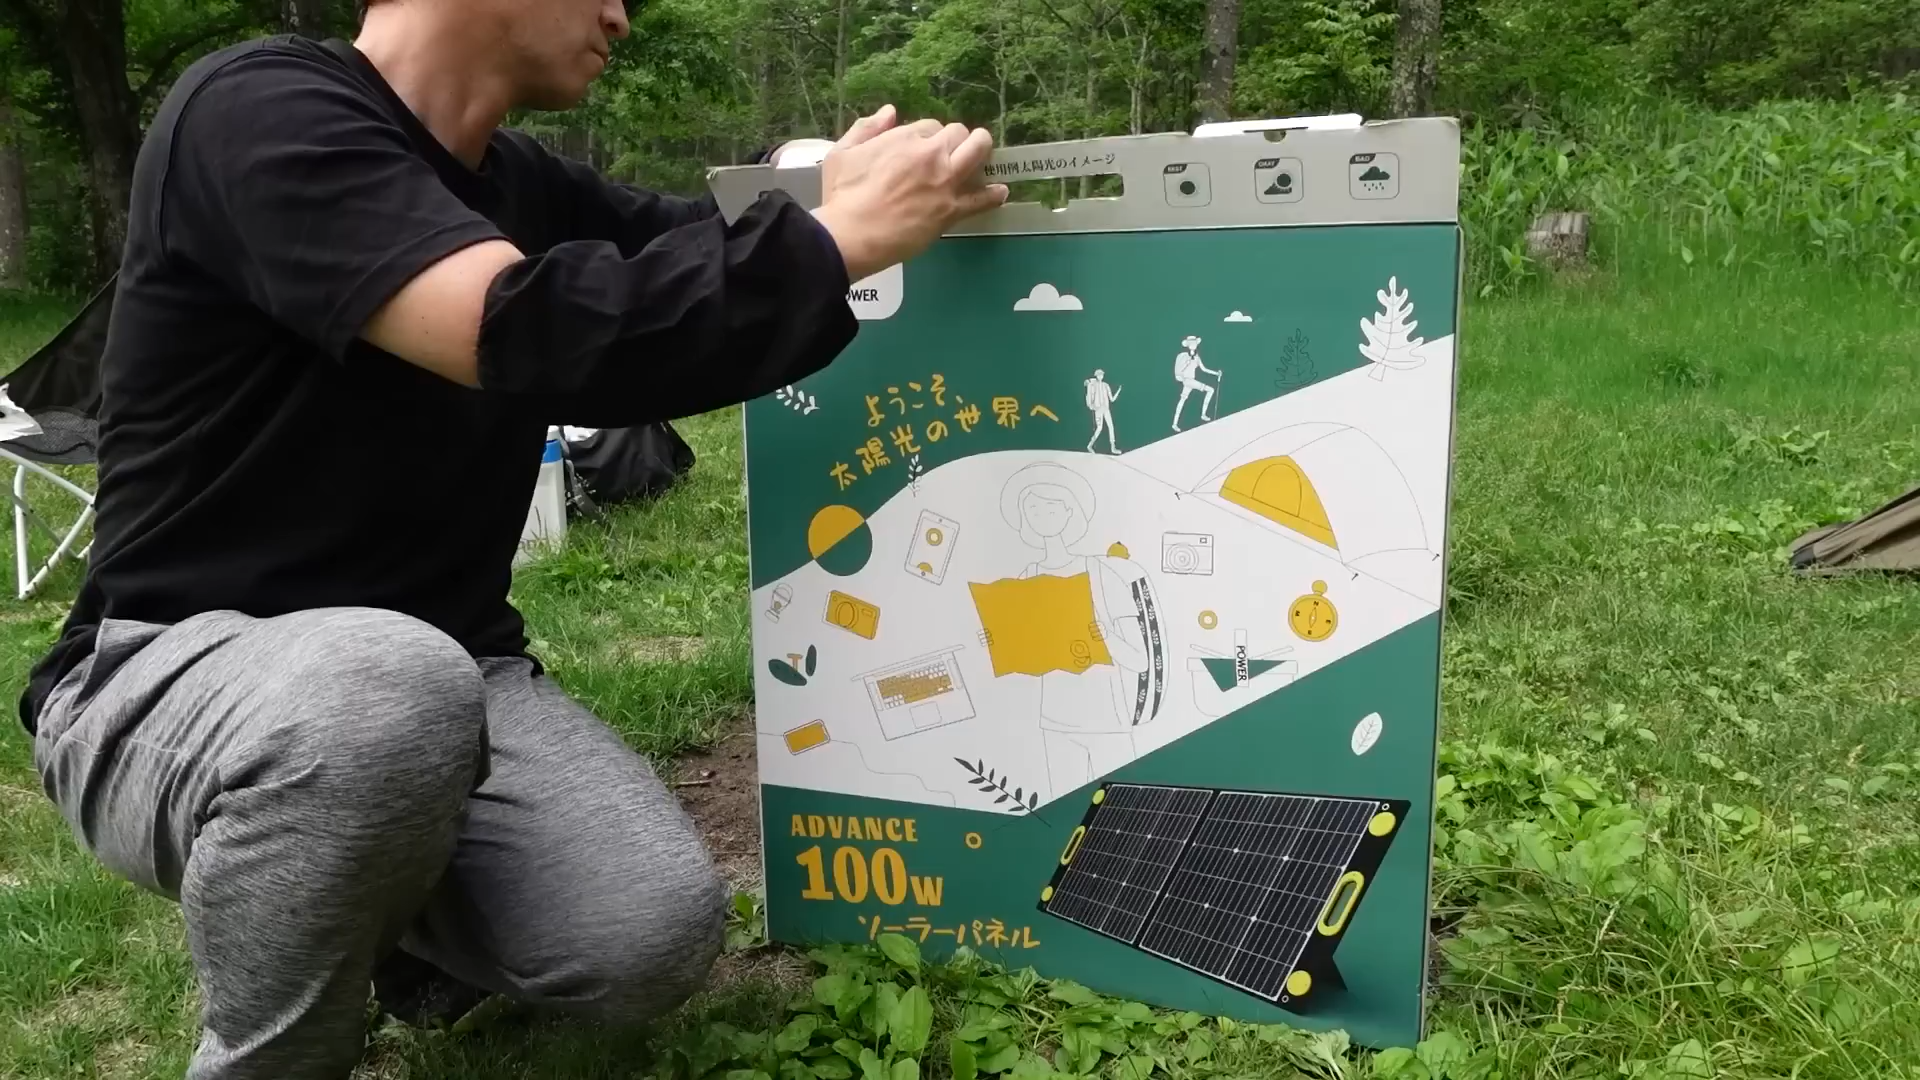 使用例太陽光のイメージ
BEST
OKAY
BAD
OWER
ようこそ、
太陽光の世界へ
POWER
ADVANCE
100W
ソーラーパネル